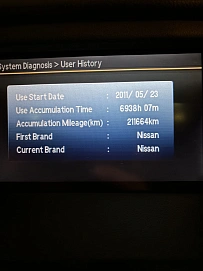 System Diagnosis > User History
Use Start Date : 2011/ 05/ 23
Use Accumulation Time : 6938h 07m
Accumulation Mileage(km) : 211664km
First Brand : Nissan
Current Brand : Nissan